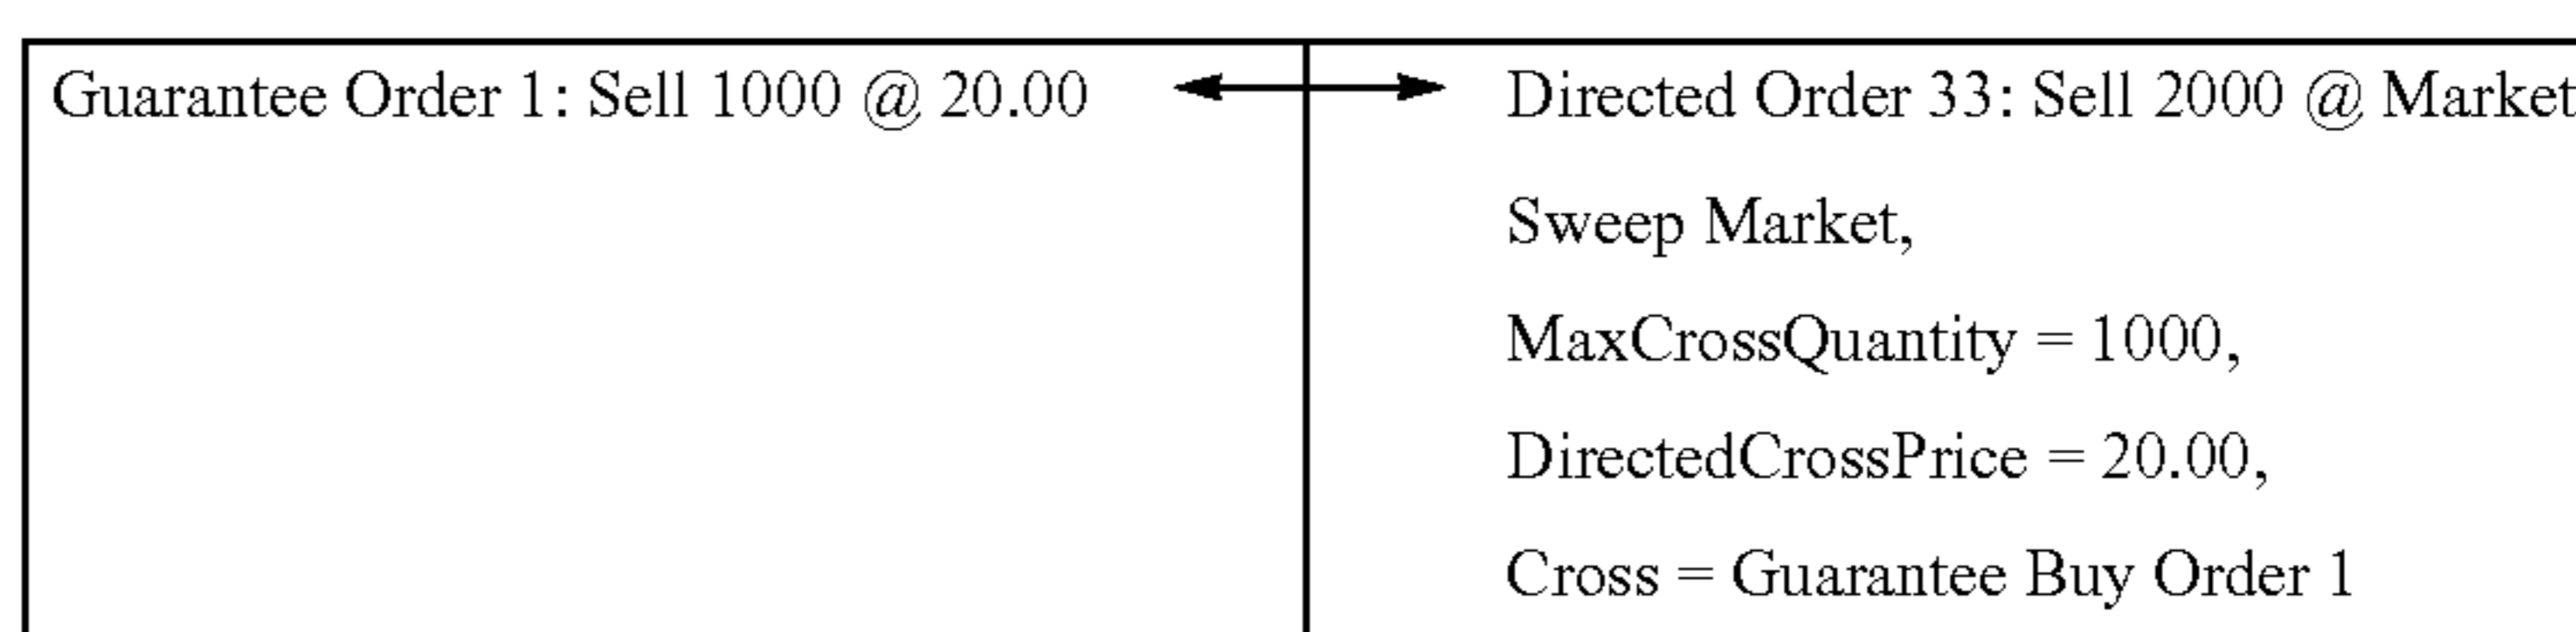 Guarantee Order 1: Sell 1000 @ 20.00
Directed Order 33: Sell 2000 @ Market
Sweep Market,
MaxCrossQuantity = 1000,
DirectedCrossPrice = 20.00,
Cross = Guarantee Buy Order 1